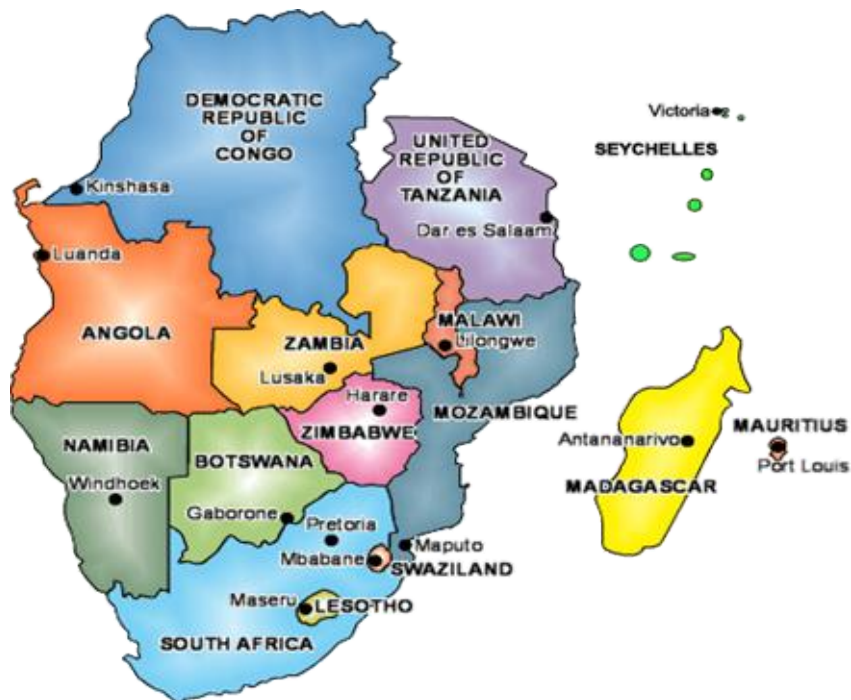 DEMOCRATIC
REPUBLIC
OF
CONGO
Kinshasa
UNITED
REPUBLIC
OF
TANZANIA
Dar es Salaam
Victoria
SEYCHELLES
Luanda
ANGOLA
ZAMBIA
Lusaka
MALAWI
Lilongwe
Harare
ZIMBABWE
MOZAMBIQUE
NAMIBIA
Windhoek
BOTSWANA
Gaborone
Antananarivo
MADAGASCAR
MAURITIUS
Port Louis
Pretoria
Mbabane
Maputo
SWAZILAND
Maseru
LESOTHO
SOUTH AFRICA